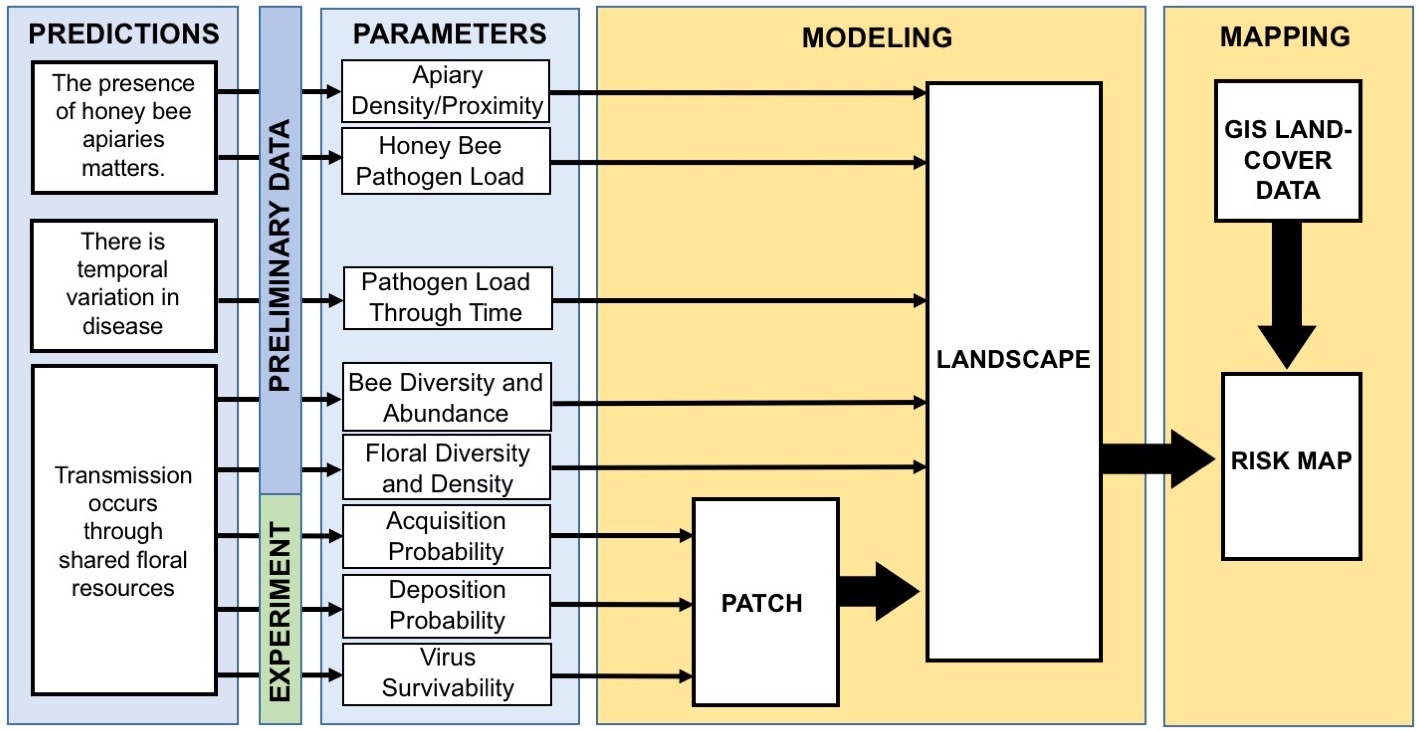 PREDICTIONS
The presence
of honey bee
apiaries
matters.
There is
temporal
variation in
disease
Transmission
occurs
through
shared floral
resources
PRELIMINARY DATA
EXPERIMENT
PARAMETERS
Apiary
Density/Proximity
Honey Bee
Pathogen Load
Pathogen Load
Through Time
Bee Diversity and
Abundance
Floral Diversity
and Density
Acquisition
Probability
Deposition
Probability
Virus
Survivability
MODELING
PATCH
LANDSCAPE
MAPPING
GIS LAND-
COVER
DATA
RISK MAP